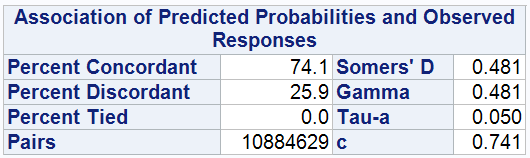 Association of Predicted Probabilities and Observed
Responses
Percent Concordant 74.1 Somers' D 0.481
Percent Discordant 25.9 Gamma 0.481
Percent Tied 0.0 Tau-a 0.050
Pairs 10884629 c 0.741